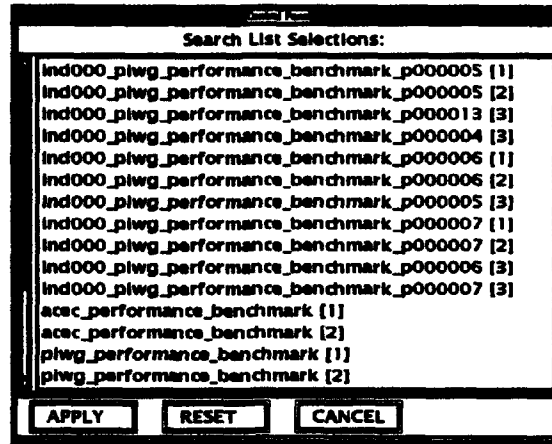 Search List Selections:
ind000_piwg_performance_benchmark_p000005 [1]
ind000_piwg_performance_benchmark_p000005 [2]
ind000_piwg_performance_benchmark_p000013 [3]
ind000_piwg_performance_benchmark_p000004 [3]
ind000_piwg_performance_benchmark_p000006 [1]
ind000_piwg_performance_benchmark_p000006 [2]
ind000_piwg_performance_benchmark_p000005 [3]
ind000_piwg_performance_benchmark_p000007 [1]
ind000_piwg_performance_benchmark_p000007 [2]
ind000_piwg_performance_benchmark_p000006 [3]
ind000_piwg_performance_benchmark_p000007 [3]
acec_performance_benchmark [1]
acec_performance_benchmark [2]
piwg_performance_benchmark [1]
piwg_performance_benchmark [2]
APPLY RESET CANCEL